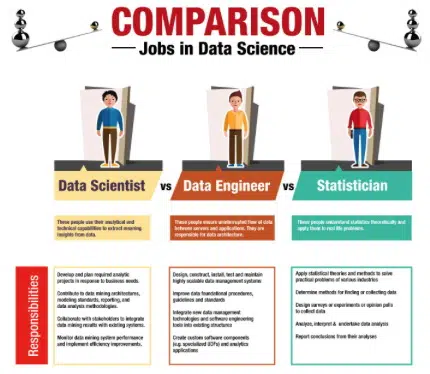 COMPARISON
Jobs in Data Science
Data Scientist vs Data Engineer vs Statistician
These people use their analytical and
technical capabilities to extract meaning
insights from data.
These people ensure uninterrupted flow of data
between servers and applications. They are
responsible for data architecture.
These people understand statistics theoretically and
apply them to real life problems.
Responsibilities
Develop and plan required analytic
projects in response to business needs.
Contribute to data mining architectures,
modeling standards, reporting, and
data analysis methodologies.
Collaborate with stakeholders to integrate
data mining results with existing systems.
Monitor data mining system performance
and implement efficiency improvements.
Design, construct, install, test and maintain
highly scalable data management systems
Improve data foundational procedures,
guidelines and standards
Integrate new data management
technologies and software engineering
tools into existing structures
Create custom software components
(e.g. specialized UDFs) and analytics
applications
Apply statistical theories and methods to solve
practical problems of various industries
Determine methods for finding or collecting data
Design surveys or experiments or opinion polls
to collect data
Analyze, interpret & undertake data analysis
Report conclusions from their analyses